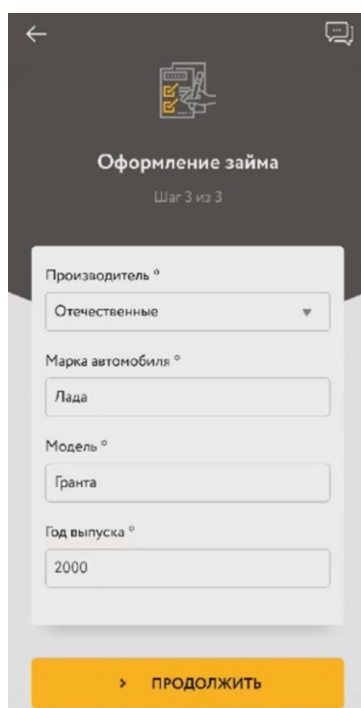 Оформление займа
Шаг 3 из 3
Производитель *
Отечественные
Марка автомобиля *
Лада
Модель *
Гранта
Год выпуска *
2000
ПРОДОЛЖИТЬ